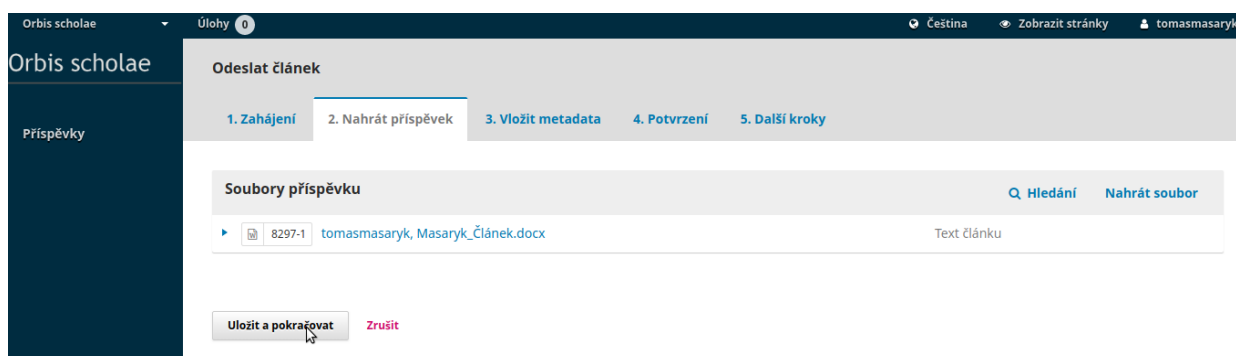 Orbis scholae Úlohy 0 Čeština Zobrazit stránky tomasmasaryk
Orbis scholae
Odeslat článek
1. Zahájení 2. Nahrát příspěvek 3. Vložit metadata 4. Potvrzení 5. Další kroky
Příspěvky
Soubory příspěvku Hledání Nahrát soubor
8297-1 tomasmasaryk, Masaryk_Článek.docx Text článku
Uložit a pokračovat Zrušit